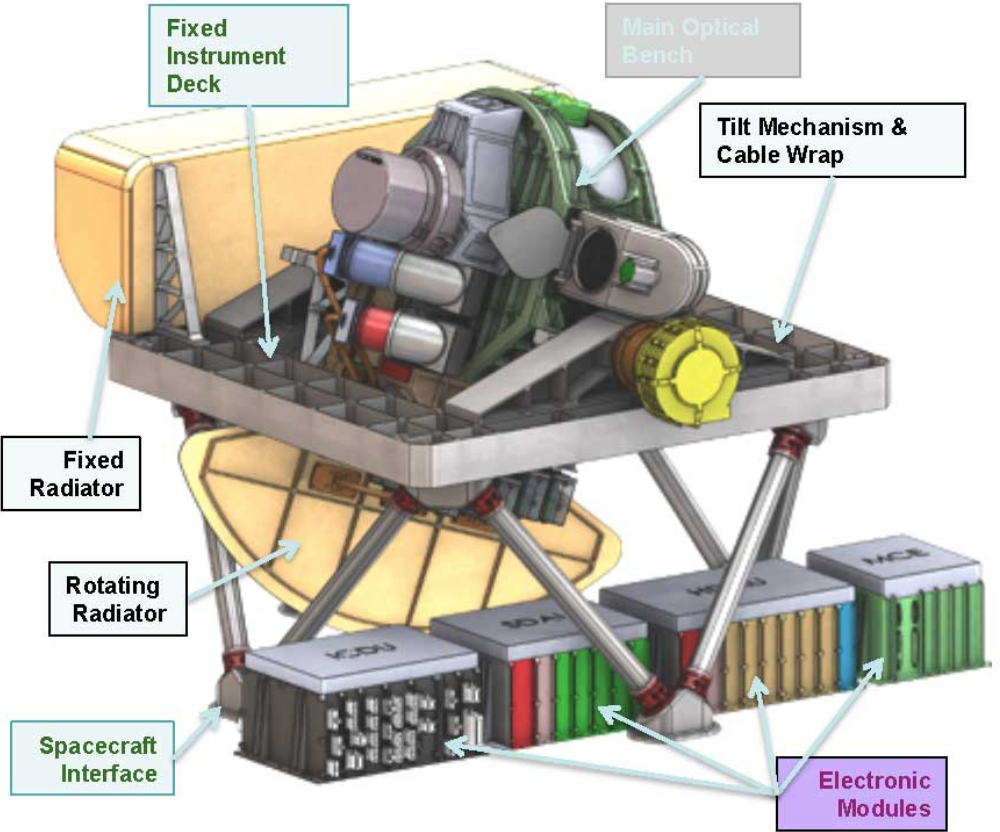 Fixed
Instrument
Deck
Main Optical
Bench
Tilt Mechanism &
Cable Wrap
Fixed
Radiator
Rotating
Radiator
ICDU
MCE
Spacecraft
Interface
Electronic
Modules